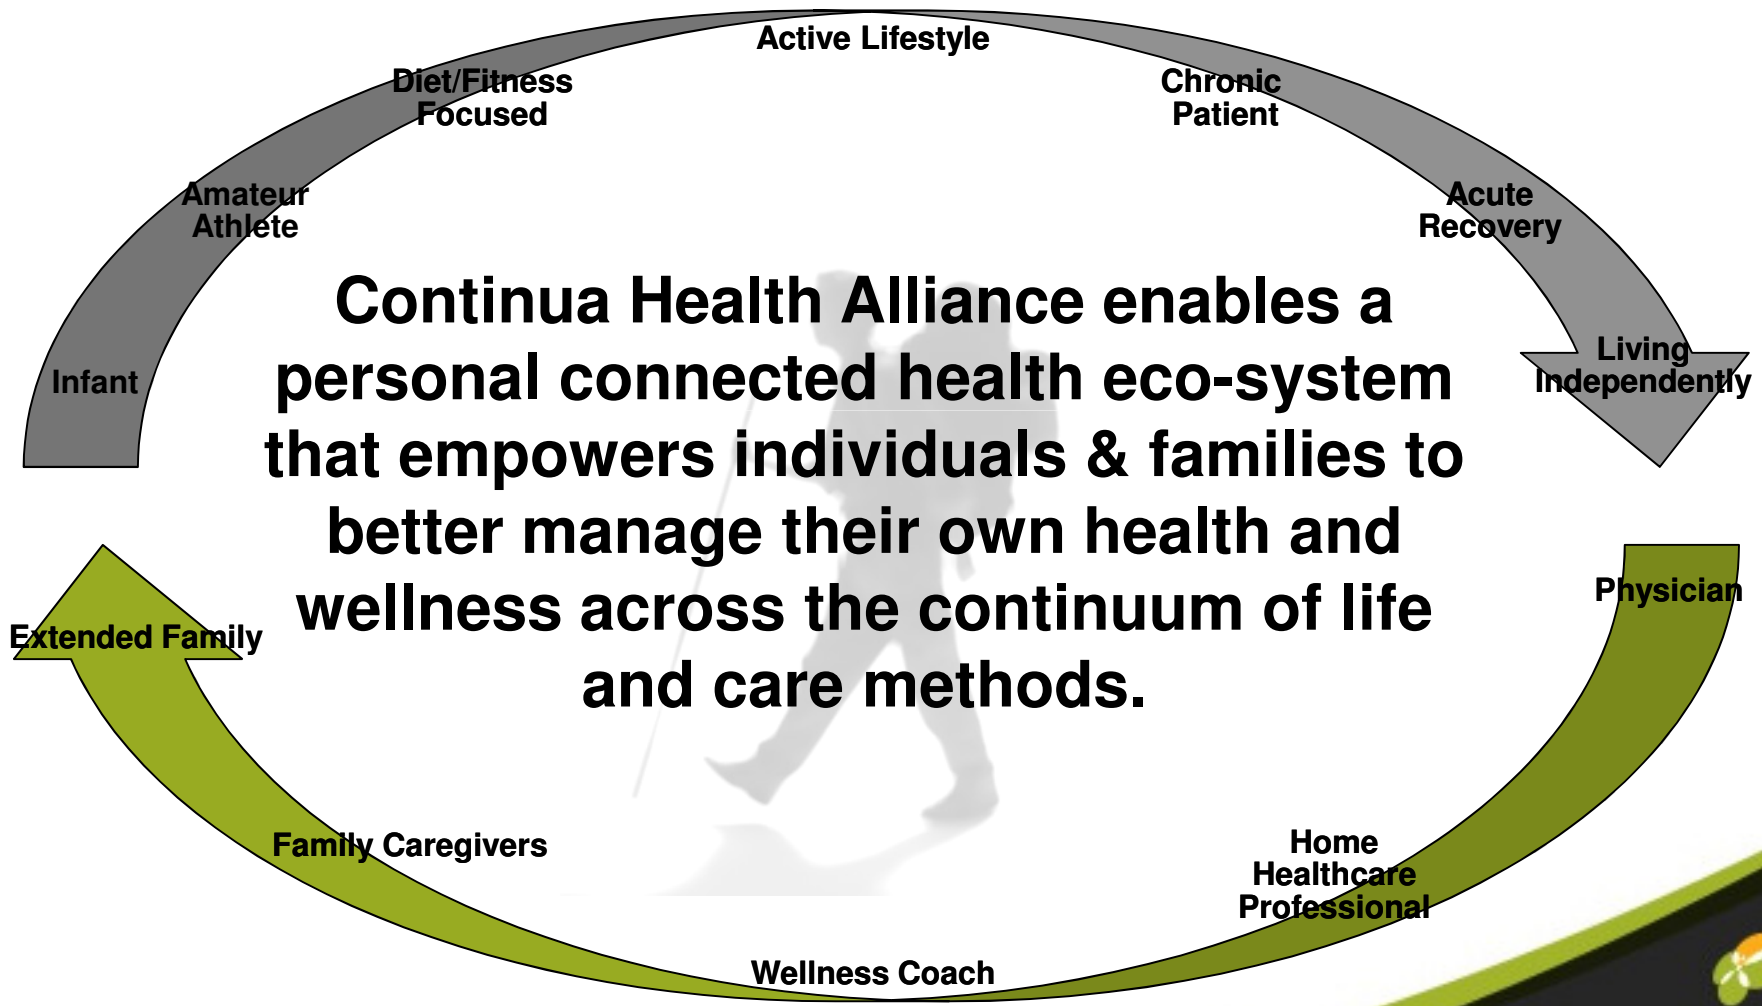 Active Lifestyle
Diet/Fitness
Focused
Chronic
Patient
Amateur
Athlete
Acute
Recovery
Infant
Living
Independently
Continua Health Alliance enables a
personal connected health eco-system
that empowers individuals & families to
better manage their own health and
wellness across the continuum of life
and care methods.
Physician
Extended Family
Family Caregivers
Home
Healthcare
Professional
Wellness Coach